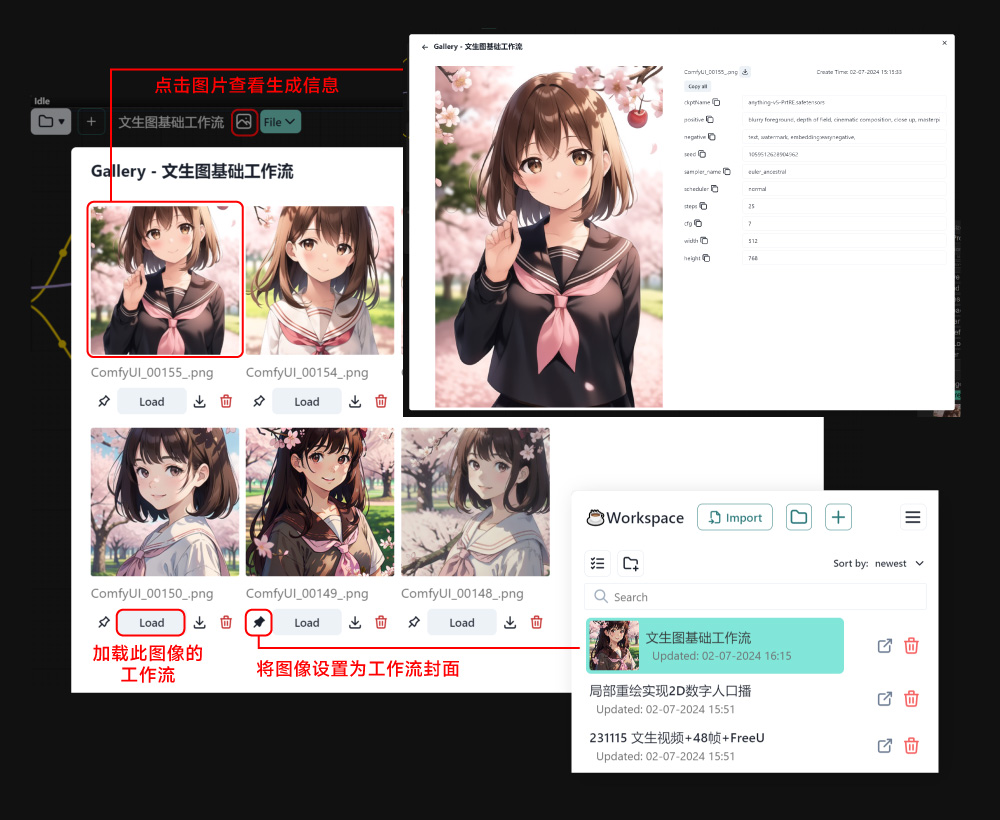 点击图片查看生成信息
Idle
文生图基础工作流
File
Gallery - 文生图基础工作流
ComfyUI_00155_.png
ComfyUI_00154_.png
Load
Load
ComfyUI_00150_.png
ComfyUI_00149_.png
ComfyUI_00148_.png
Load
Load
Load
加载此图像的
工作流
将图像设置为工作流封面
Gallery - 文生图基础工作流
ComfyUI_00155_.png
Create Time: 02-07-2024 15:15:33
Copy all
ckptName
anything-v5-PrtRE.safetensors
positive
blurry foreground, depth of field, cinematic composition, close up, masterpi
negative
text, watermark, embedding:easynegative,
seed
1059512628904962
sampler_name
euler_ancestral
scheduler
normal
steps
25
cfg
7
width
512
height
768
Workspace
Import
Sort by: newest
Search
文生图基础工作流
Updated: 02-07-2024 16:15
局部重绘实现2D数字人口播
Updated: 02-07-2024 15:51
231115 文生视频+48帧+FreeU
Updated: 02-07-2024 15:51